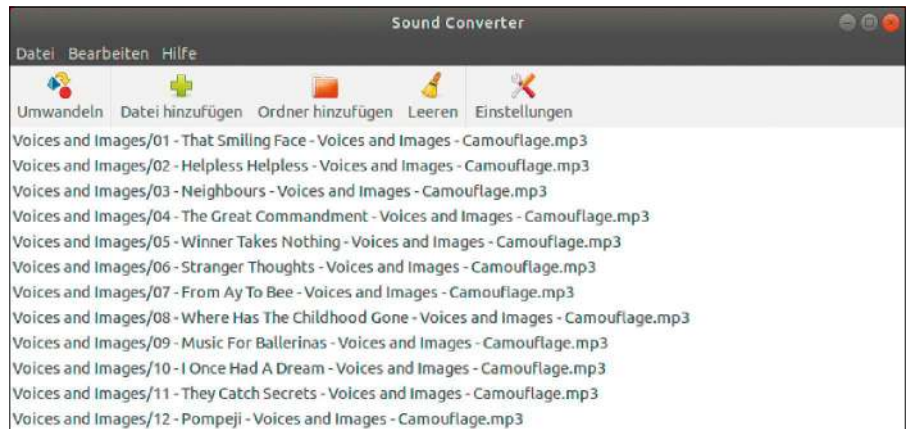 Sound Converter
Datei Bearbeiten Hilfe
Umwandeln Datei hinzufügen Ordner hinzufügen Leeren Einstellungen
Voices and Images/01 - That Smiling Face - Voices and Images - Camouflage.mp3
Voices and Images/02 - Helpless Helpless - Voices and Images - Camouflage.mp3
Voices and Images/03 - Neighbours - Voices and Images - Camouflage.mp3
Voices and Images/04 - The Great Commandment - Voices and Images - Camouflage.mp3
Voices and Images/05 - Winner Takes Nothing - Voices and Images - Camouflage.mp3
Voices and Images/06 - Stranger Thoughts - Voices and Images - Camouflage.mp3
Voices and Images/07 - From Ay To Bee - Voices and Images - Camouflage.mp3
Voices and Images/08 - Where Has The Childhood Gone - Voices and Images - Camouflage.mp3
Voices and Images/09 - Music For Ballerinas - Voices and Images - Camouflage.mp3
Voices and Images/10 - I Once Had A Dream - Voices and Images - Camouflage.mp3
Voices and Images/11 - They Catch Secrets - Voices and Images - Camouflage.mp3
Voices and Images/12 - Pompeji - Voices and Images - Camouflage.mp3